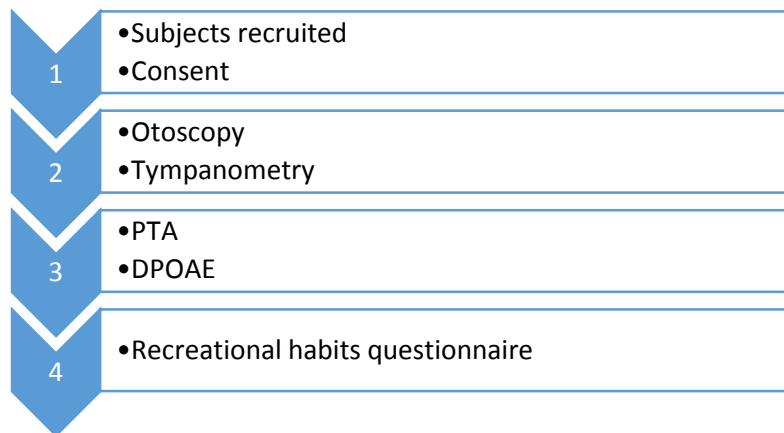 1
•Subjects recruited
•Consent
2
•Otoscopy
•Tympanometry
3
•PTA
•DPOAE
4
•Recreational habits questionnaire